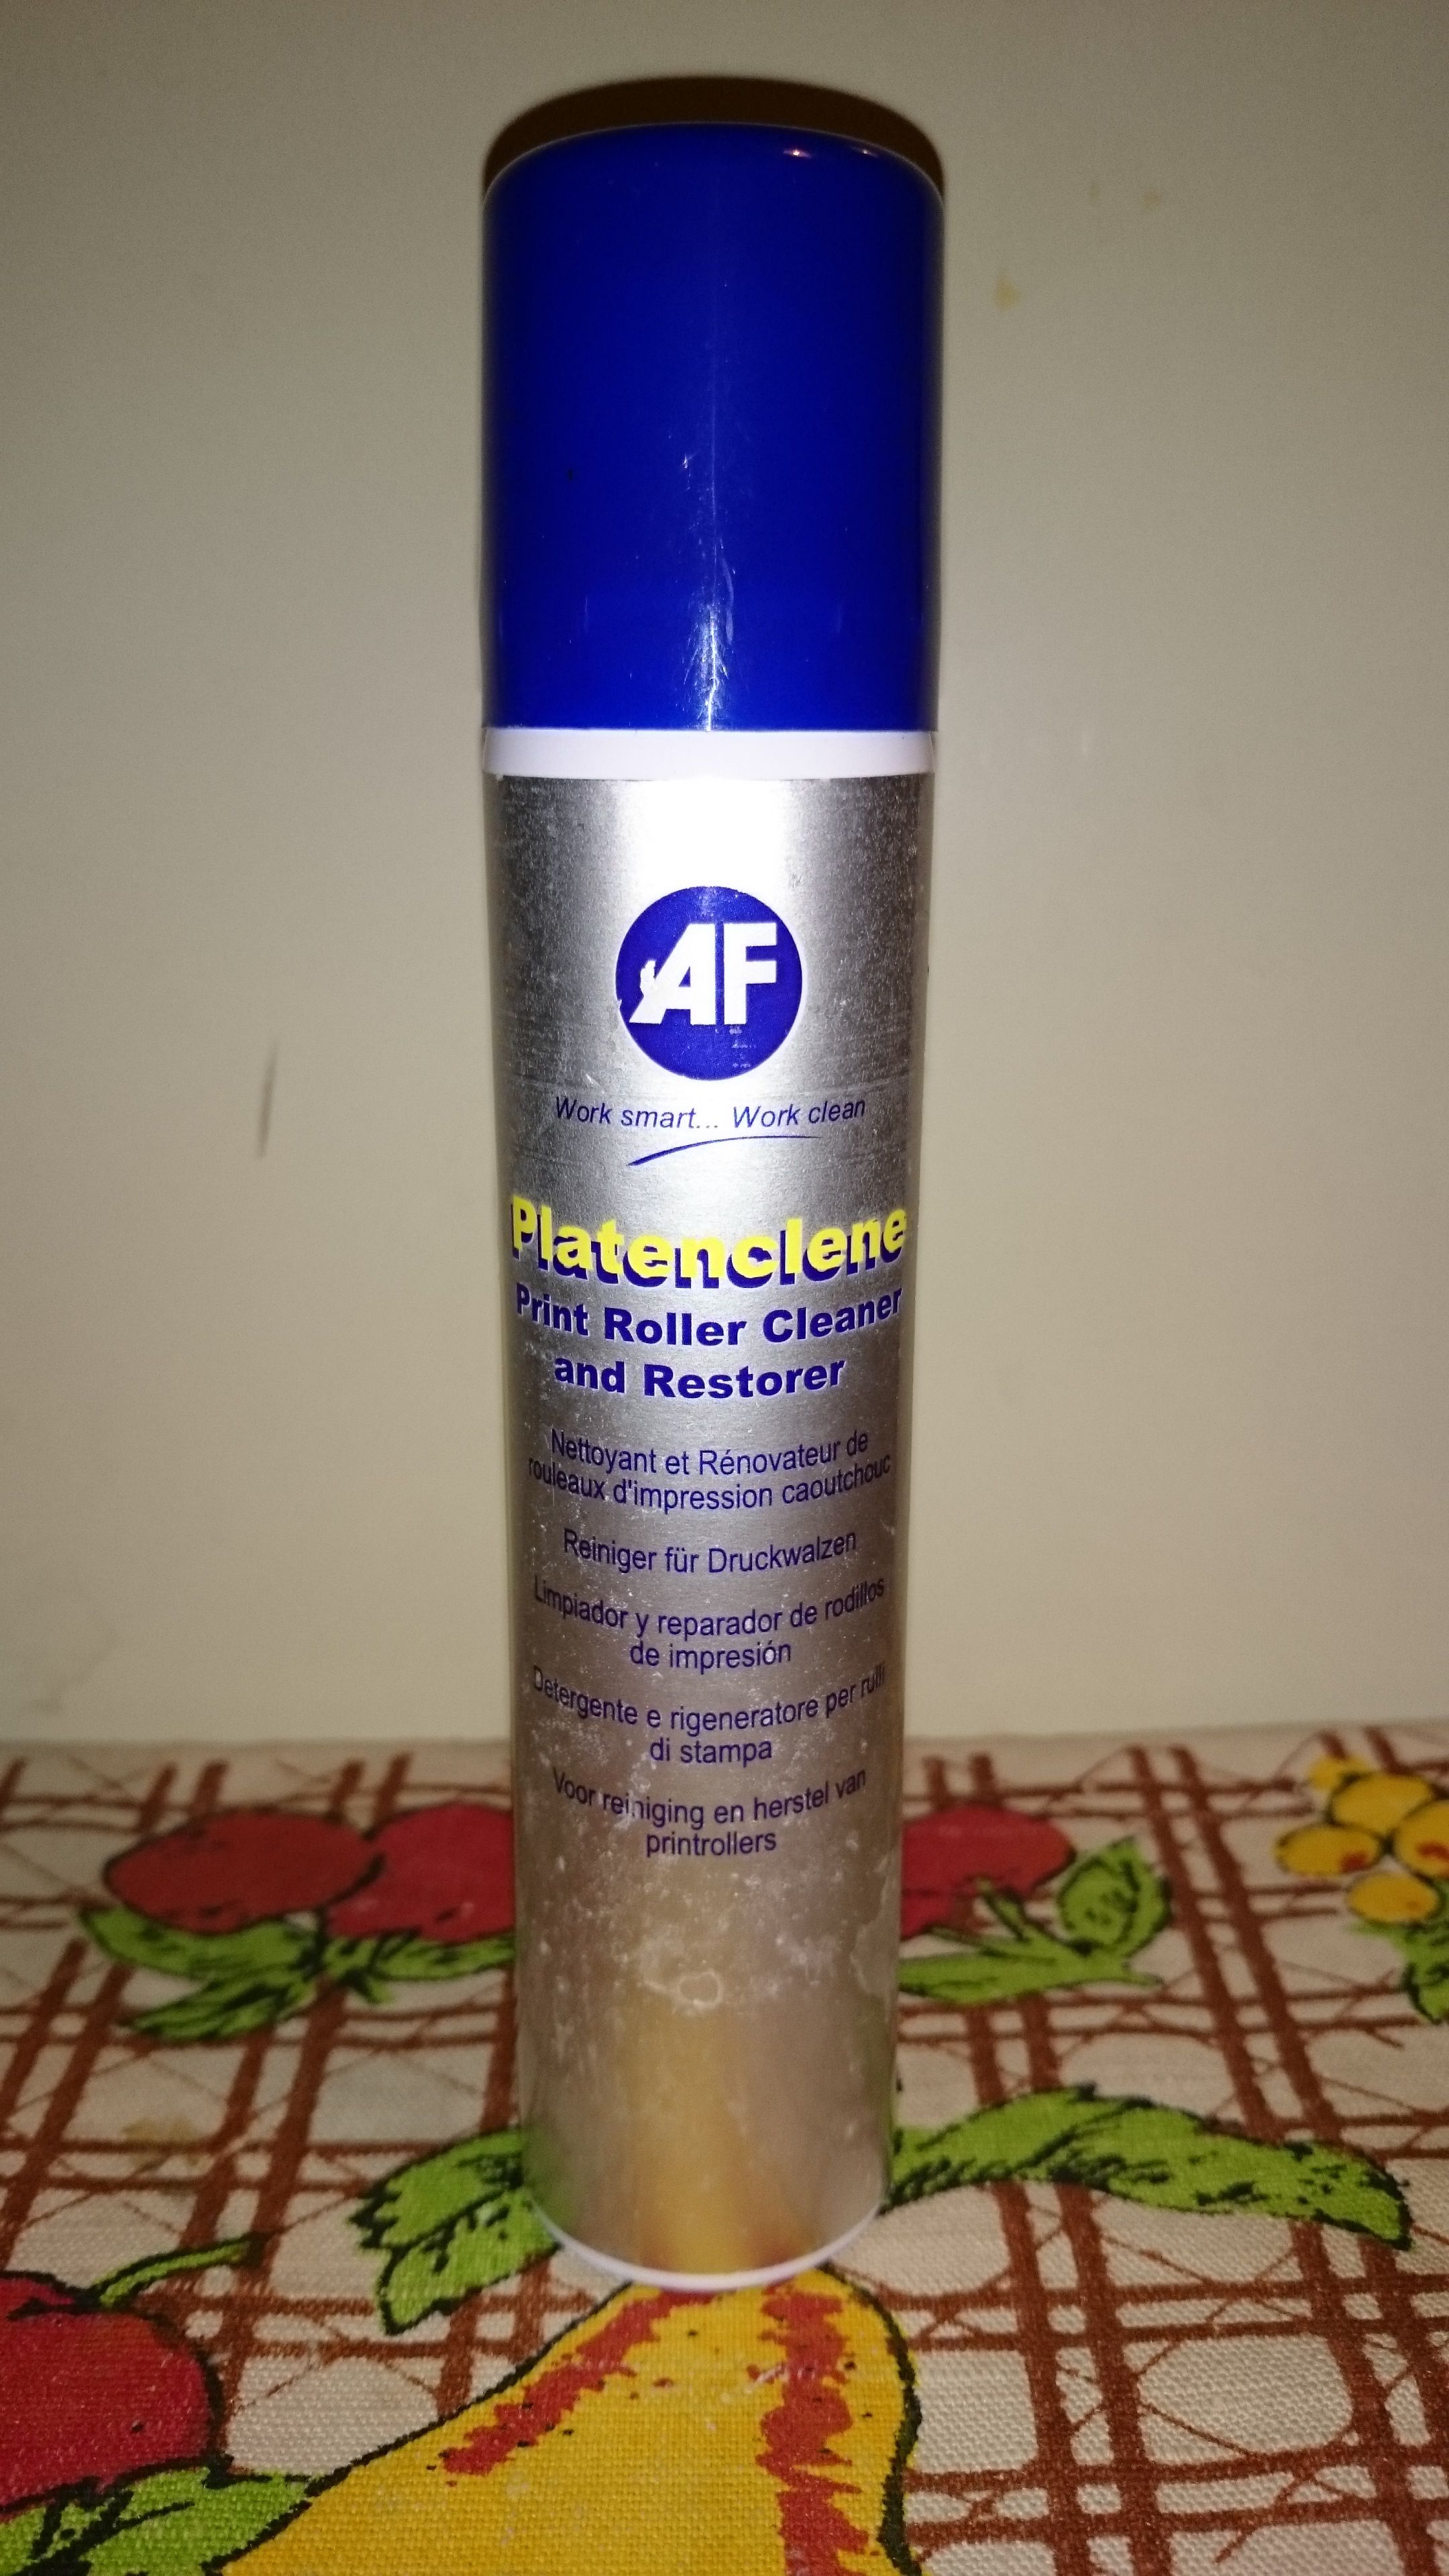 AF
Work smart... Work clean
Platenclene
Print Roller Cleaner
and Restorer
Nettoyant et Rénovateur de
rouleaux d'impression caoutchouc
Reiniger für Druckwalzen
Limpiador y reparador de rodillos
de impresión
Detergente e rigeneratore per rulli
di stampa
Voor reiniging en herstel van
printrollers